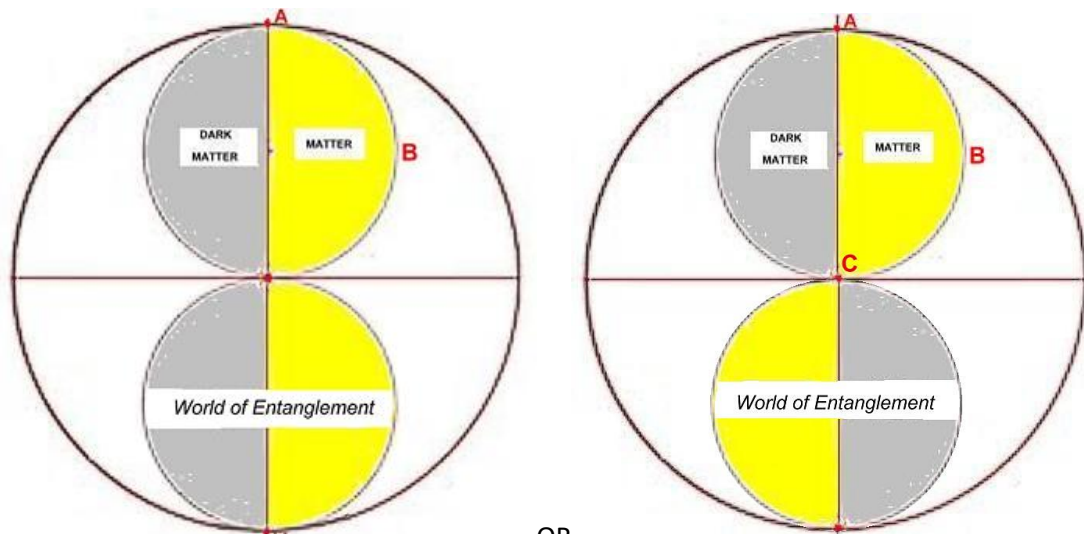 A
A
DARK
MATTER
MATTER
B
DARK
MATTER
MATTER
B
C
World of Entanglement
World of Entanglement
OR